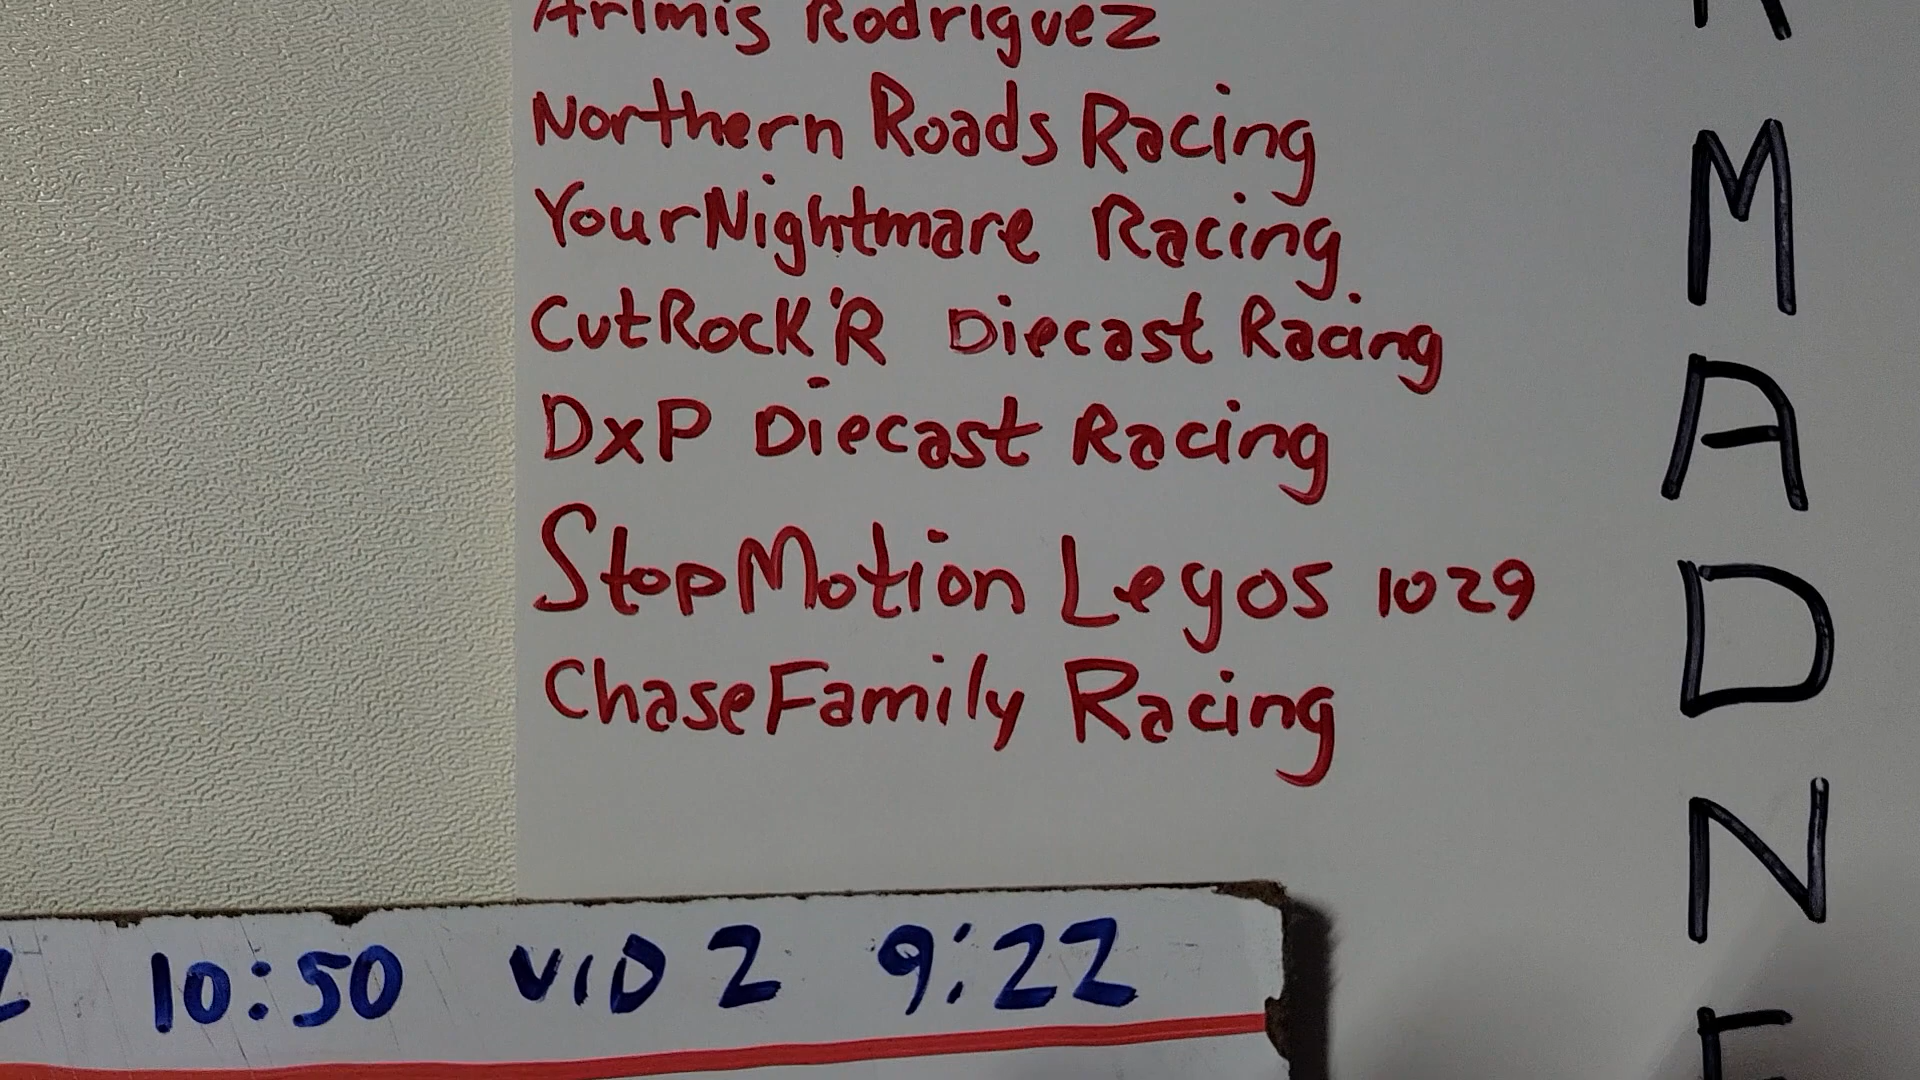 Arimis Rodriguez
Northern Roads Racing
YourNightmare Racing
CutRock'R Diecast Racing
DxP Diecast Racing
StopMotion Legos 1029
ChaseFamily Racing
10:50 VID 2 9:22
M
A
D
N